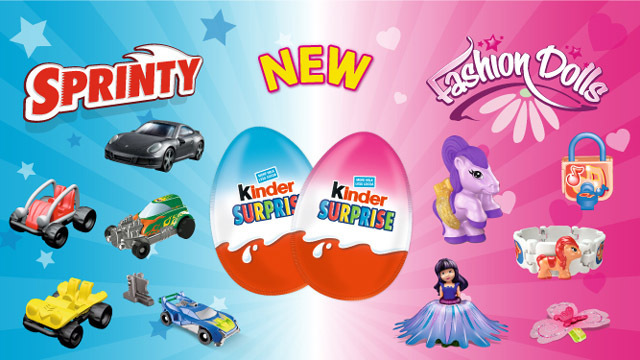 SPRINTY
NEW
Fashion Dolls
kinder
SURPRISE
kinder
SURPRISE